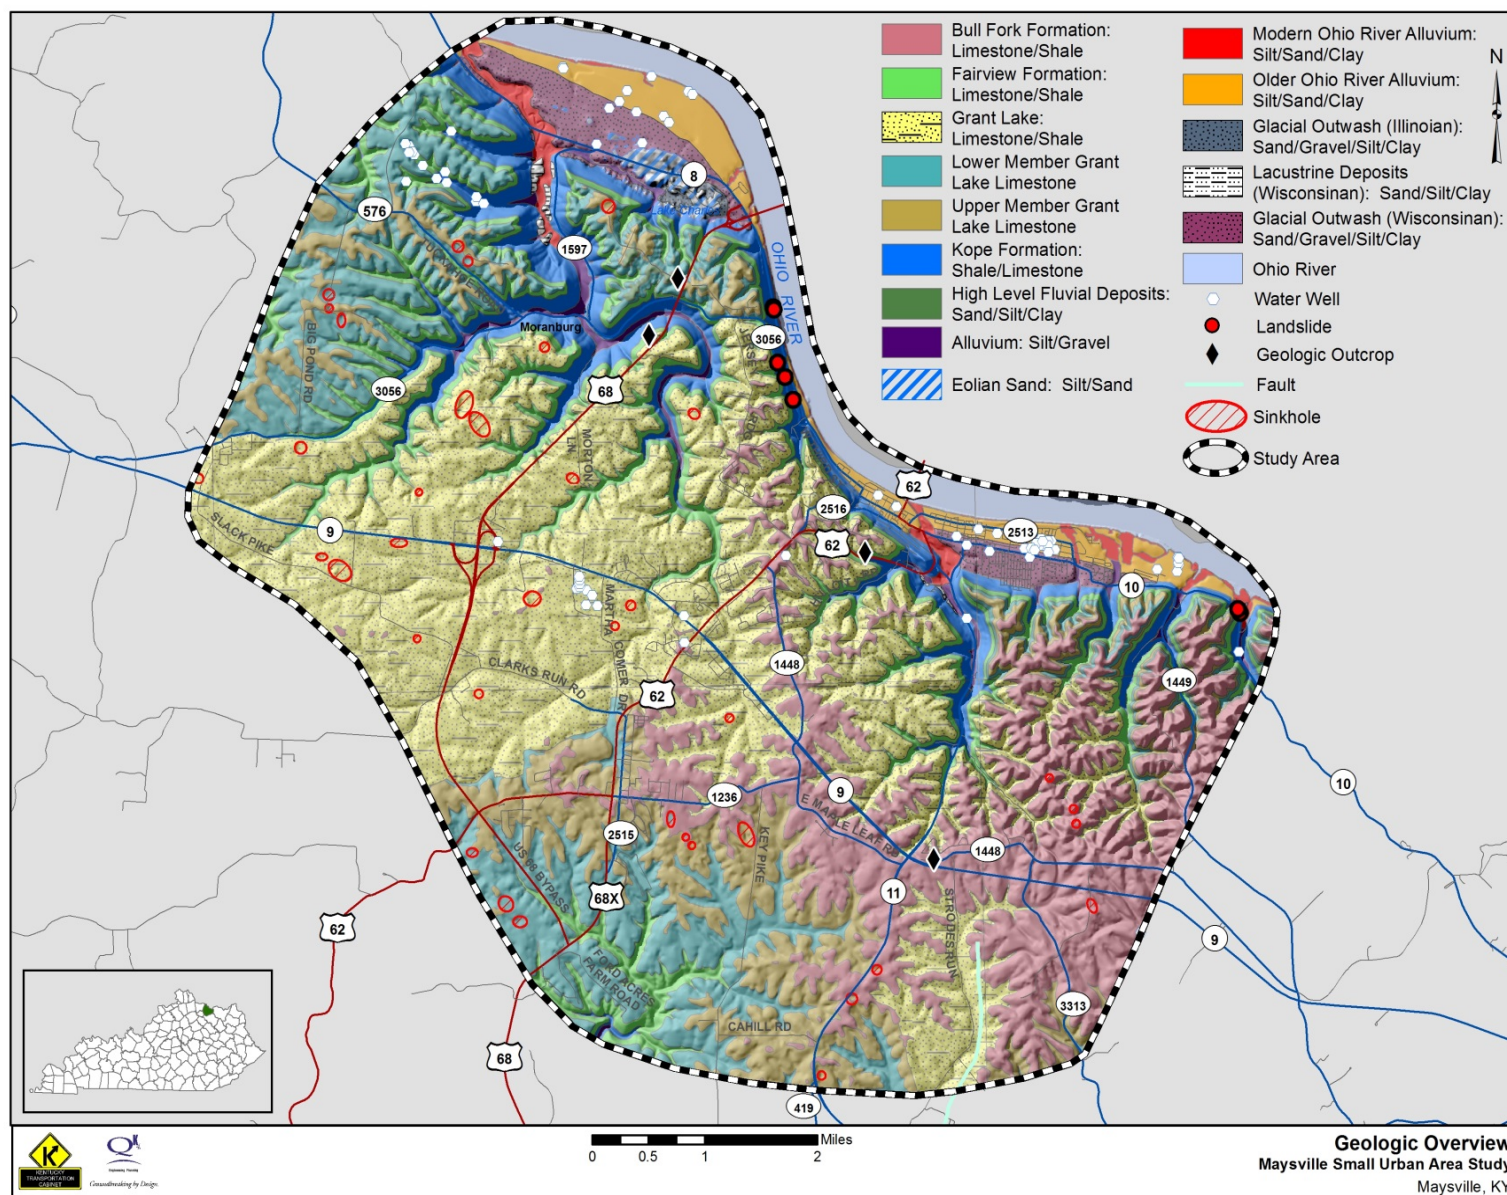 Bull Fork Formation:
Limestone/Shale
Fairview Formation:
Limestone/Shale
Grant Lake:
Limestone/Shale
Lower Member Grant
Lake Limestone
Upper Member Grant
Lake Limestone
Kope Formation:
Shale/Limestone
High Level Fluvial Deposits:
Sand/Silt/Clay
Alluvium: Silt/Gravel
Eolian Sand: Silt/Sand
Modern Ohio River Alluvium:
Silt/Sand/Clay
Older Ohio River Alluvium:
Silt/Sand/Clay
Glacial Outwash (Illinoian):
Sand/Gravel/Silt/Clay
Lacustrine Deposits
(Wisconsinan): Sand/Silt/Clay
Glacial Outwash (Wisconsinan):
Sand/Gravel/Silt/Clay
Ohio River
Water Well
Landslide
Geologic Outcrop
Fault
Sinkhole
Study Area
N
8
576
1597
OHIO RIVER
Moranburg
3056
BIG POND RD
3056
68
MORTON
LN
62
2516
62
2513
9
SLACK PIKE
10
MARTHA COMER DR
CLARKS RUN RD
1448
62
1449
1236
9
10
E MAPLE LEAF RD
2515
KEY PIKE
1448
US 68 BYPASS
68X
11
STRODES RUN
62
9
FORD ACRES
FARM ROAD
CAHILL RD
3313
68
419
KENTUCKY
TRANSPORTATION
CABINET
Groundbreaking by Design.
Miles
0 0.5 1 2
Geologic Overview
Maysville Small Urban Area Study
Maysville, KY